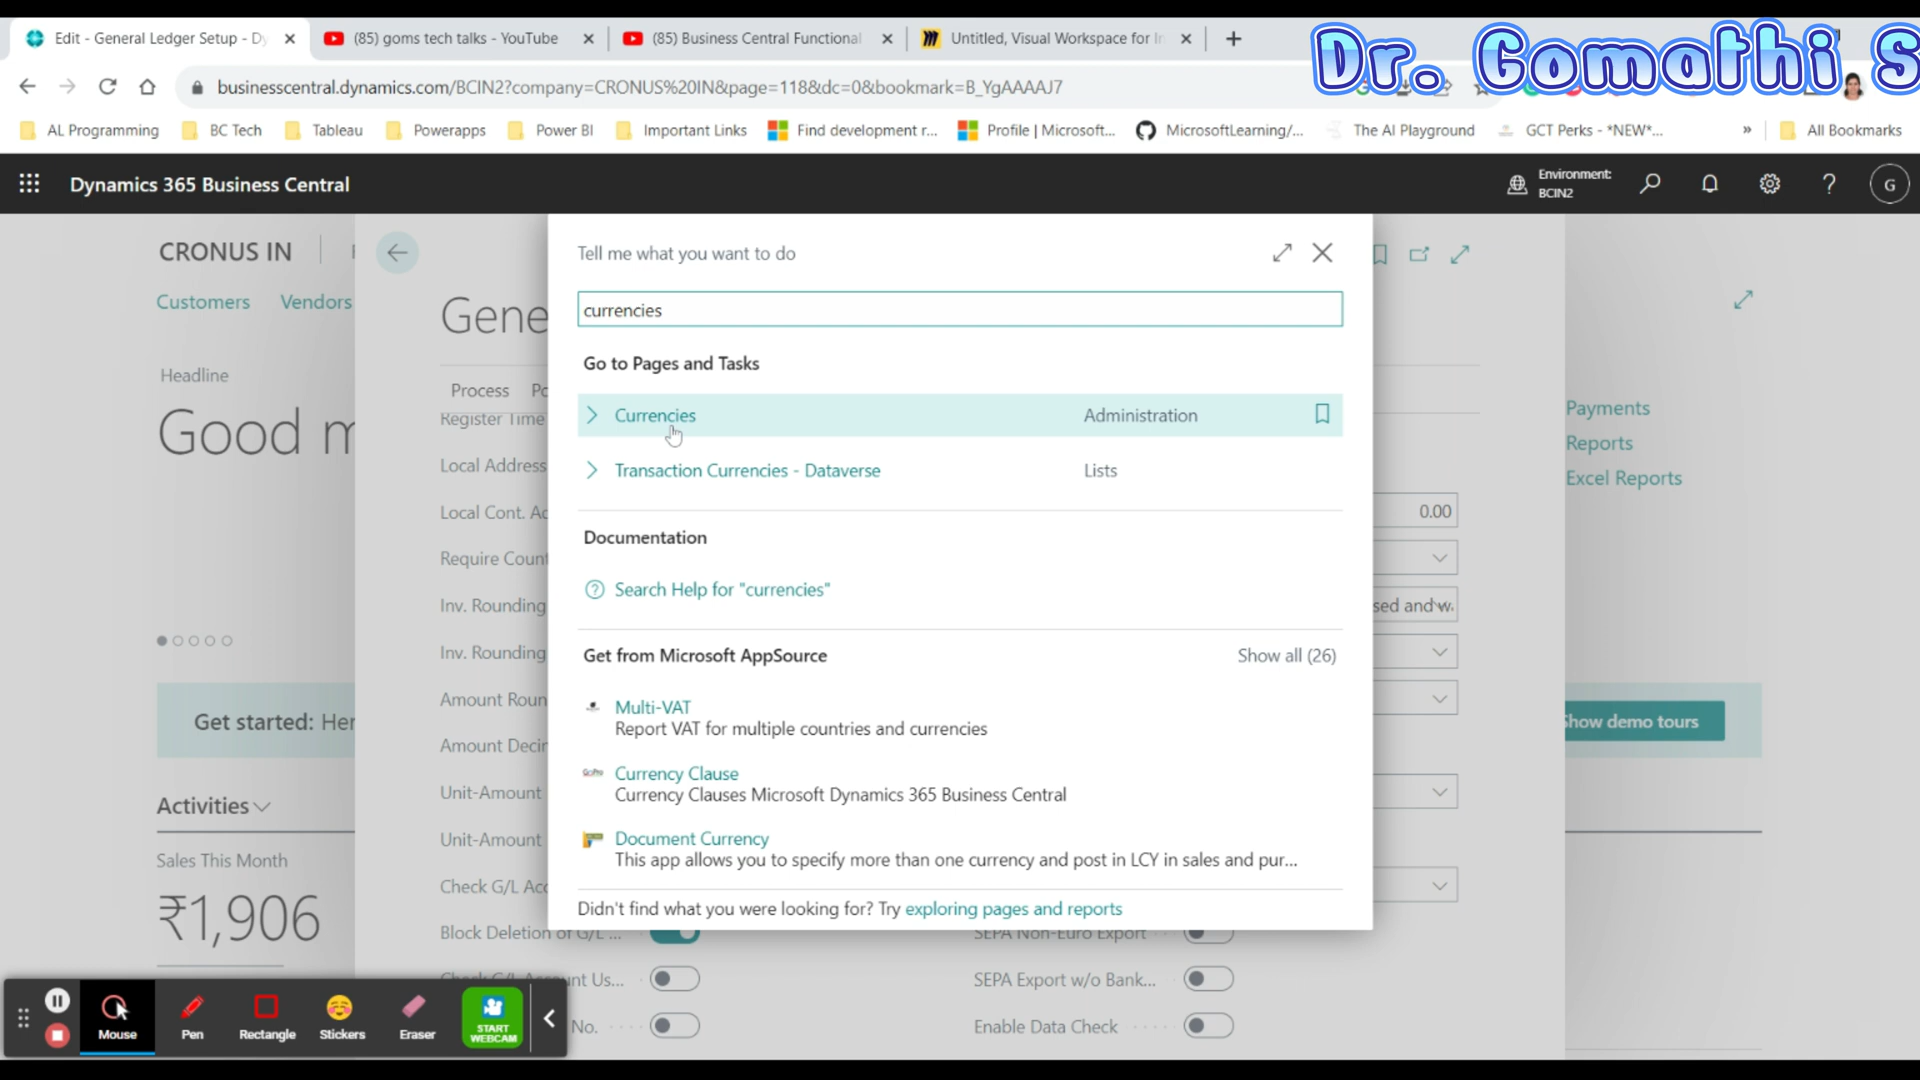 Edit - General Ledger Setup - Dy
(85) goms tech talks - YouTube
(85) Business Central Functional
Untitled, Visual Workspace for In
Dr. Gomathi S
businesscentral.dynamics.com/BCIN2?company=CRONUS%20IN&page=118&dc=0&bookmark=B_YgAAAAJ7
AL Programming
BC Tech
Tableau
Powerapps
Power BI
Important Links
Find development r...
Profile | Microsoft...
MicrosoftLearning/...
The AI Playground
GCT Perks - *NEW*...
»
All Bookmarks
Dynamics 365 Business Central
Environment:
BCIN2
?
G
CRONUS IN
Tell me what you want to do
Customers
Vendors
Gene
currencies
Headline
Good m
Go to Pages and Tasks
Process
Po
Register Time
Currencies
Administration
Payments
Reports
Excel Reports
Local Address
Transaction Currencies - Dataverse
Lists
Local Cont. Ad
0.00
Documentation
Require Count
Search Help for "currencies"
Inv. Rounding
sed and w
Inv. Rounding
Get from Microsoft AppSource
Show all (26)
Amount Roun
Multi-VAT
Report VAT for multiple countries and currencies
Get started: Her
Show demo tours
Amount Decin
Currency Clause
Currency Clauses Microsoft Dynamics 365 Business Central
Unit-Amount
Activities
Unit-Amount
Document Currency
This app allows you to specify more than one currency and post in LCY in sales and pur...
Sales This Month
Check G/L Acc
₹1,906
Didn't find what you were looking for? Try exploring pages and reports
Block Deletion of G/L ...
SEPA Non-Euro Export
Check G/L Account Us...
SEPA Export w/o Bank...
No.
Enable Data Check
Mouse
Pen
Rectangle
Stickers
Eraser
START
WEBCAM